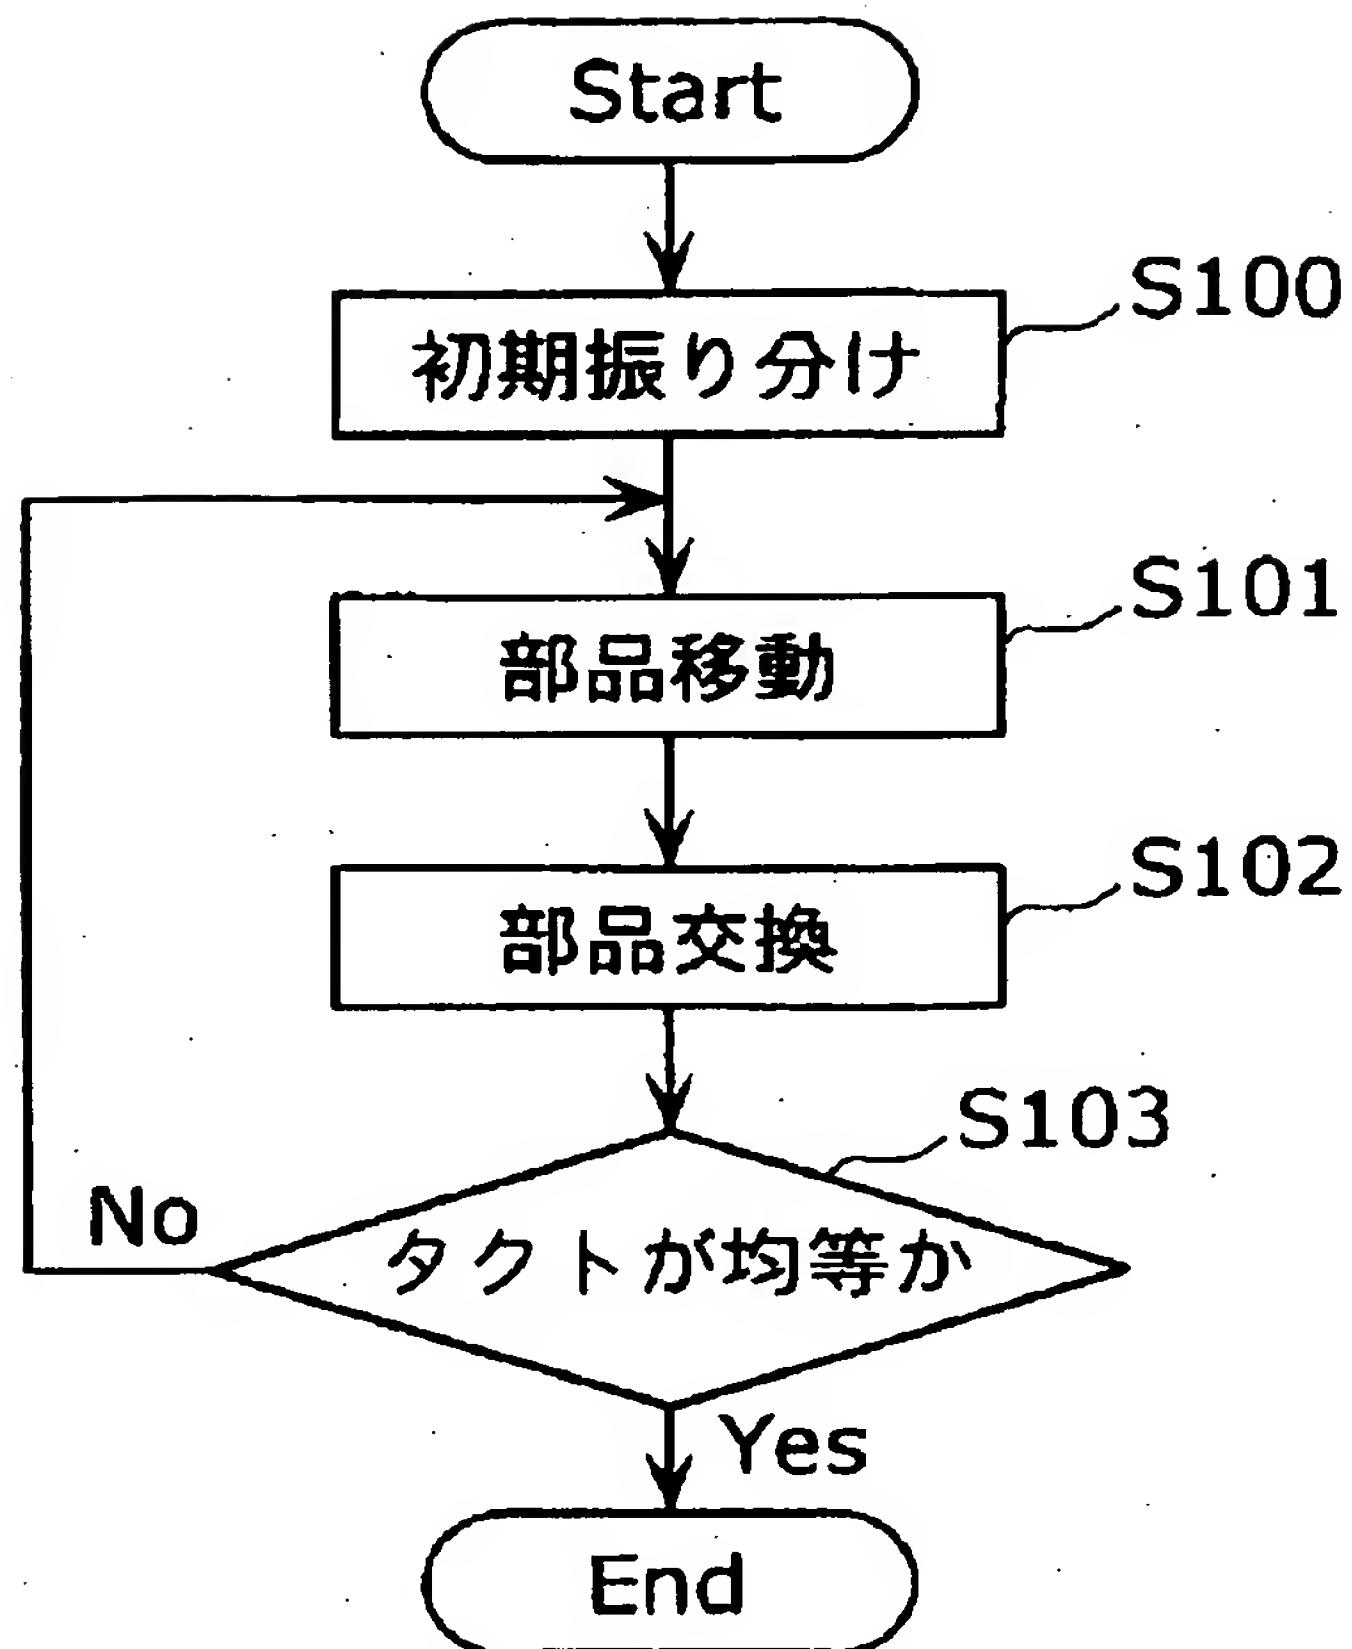 Start
S100
初期振り分け
S101
部品移動
S102
部品交換
S103
No
タクトが均等か
Yes
End